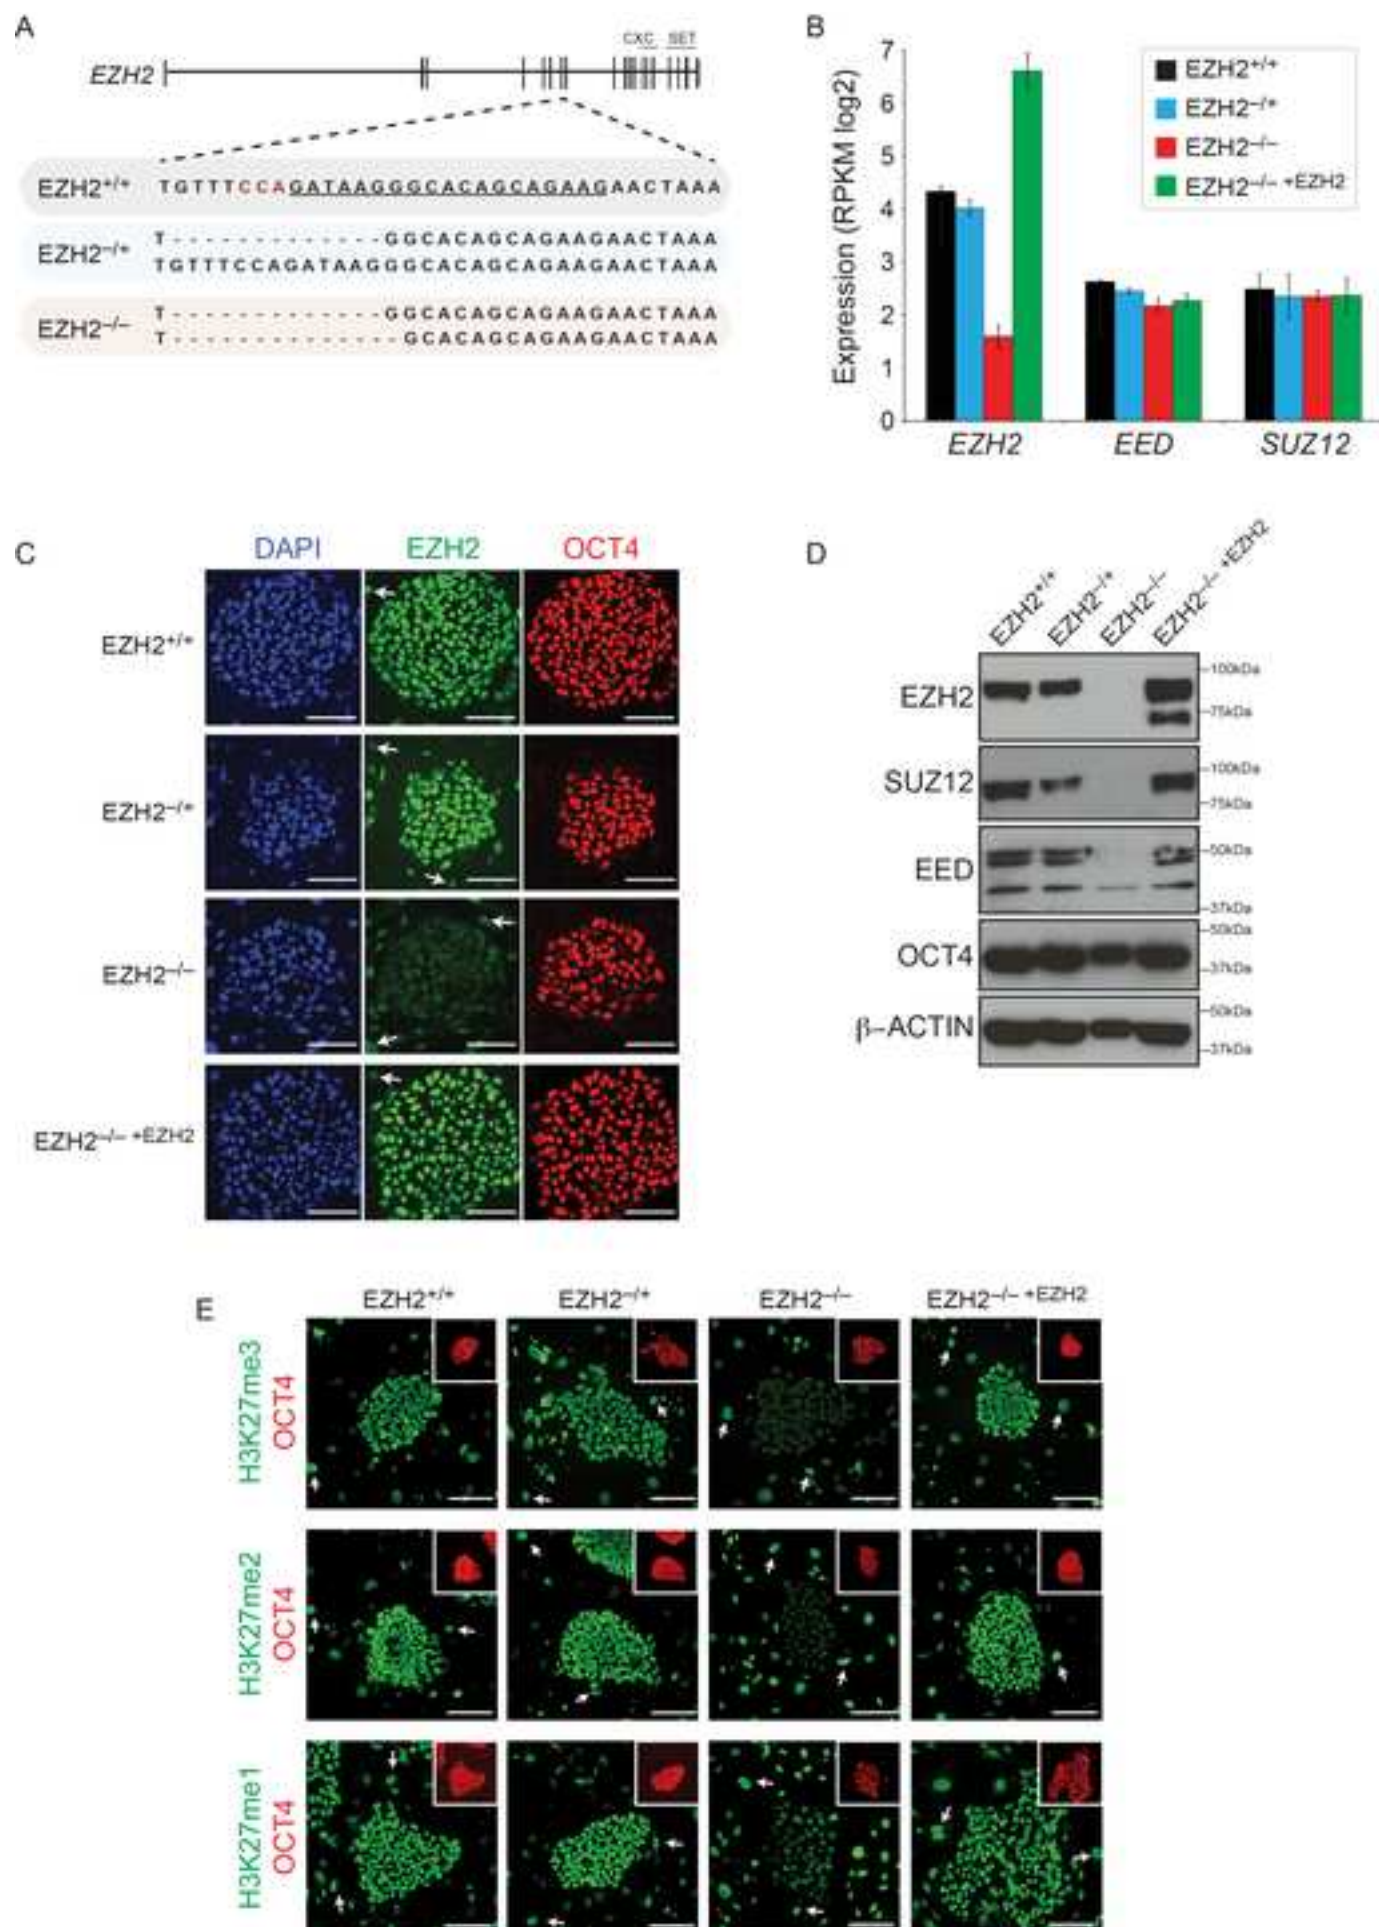 A
CXC SET
EZH2
EZH2+/+ TGTTTCCAGATAAGGGCACAGCAGAAGAACTAAA
EZH2–/+
T-------------GGCACAGCAGAAGAACTAAA
TGTTTCCAGATAAGGGCACAGCAGAAGAACTAAA
EZH2–/–
T-------------GGCACAGCAGAAGAACTAAA
T--------------GCACAGCAGAAGAACTAAA
B
Expression (RPKM log2)
7
6
5
4
3
2
1
0
EZH2+/+
EZH2–/+
EZH2–/–
EZH2–/– +EZH2
EZH2 EED SUZ12
C
DAPI EZH2 OCT4
EZH2+/+
EZH2–/+
EZH2–/–
EZH2–/– +EZH2
D
EZH2+/+ EZH2–/+ EZH2–/– EZH2–/– +EZH2
EZH2
–100kDa
–75kDa
SUZ12
–100kDa
–75kDa
EED
–50kDa
–37kDa
OCT4
–50kDa
–37kDa
β–ACTIN
–50kDa
–37kDa
E
EZH2+/+ EZH2–/+ EZH2–/– EZH2–/– +EZH2
H3K27me3
OCT4
H3K27me2
OCT4
H3K27me1
OCT4